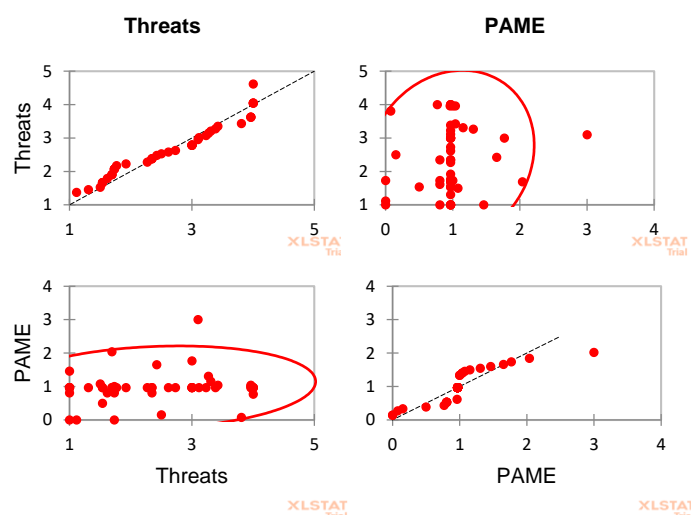 Threats PAME
5 5
4 4
Threats 3 3
2 2
1 1
1 3 5 0 1 2 3 4
XLSTAT XLSTAT
Trial Trial
4 4
3 3
PAME 2 2
1 1
0 0
1 3 5 0 1 2 3 4
Threats PAME
XLSTAT XLSTAT
Trial Trial